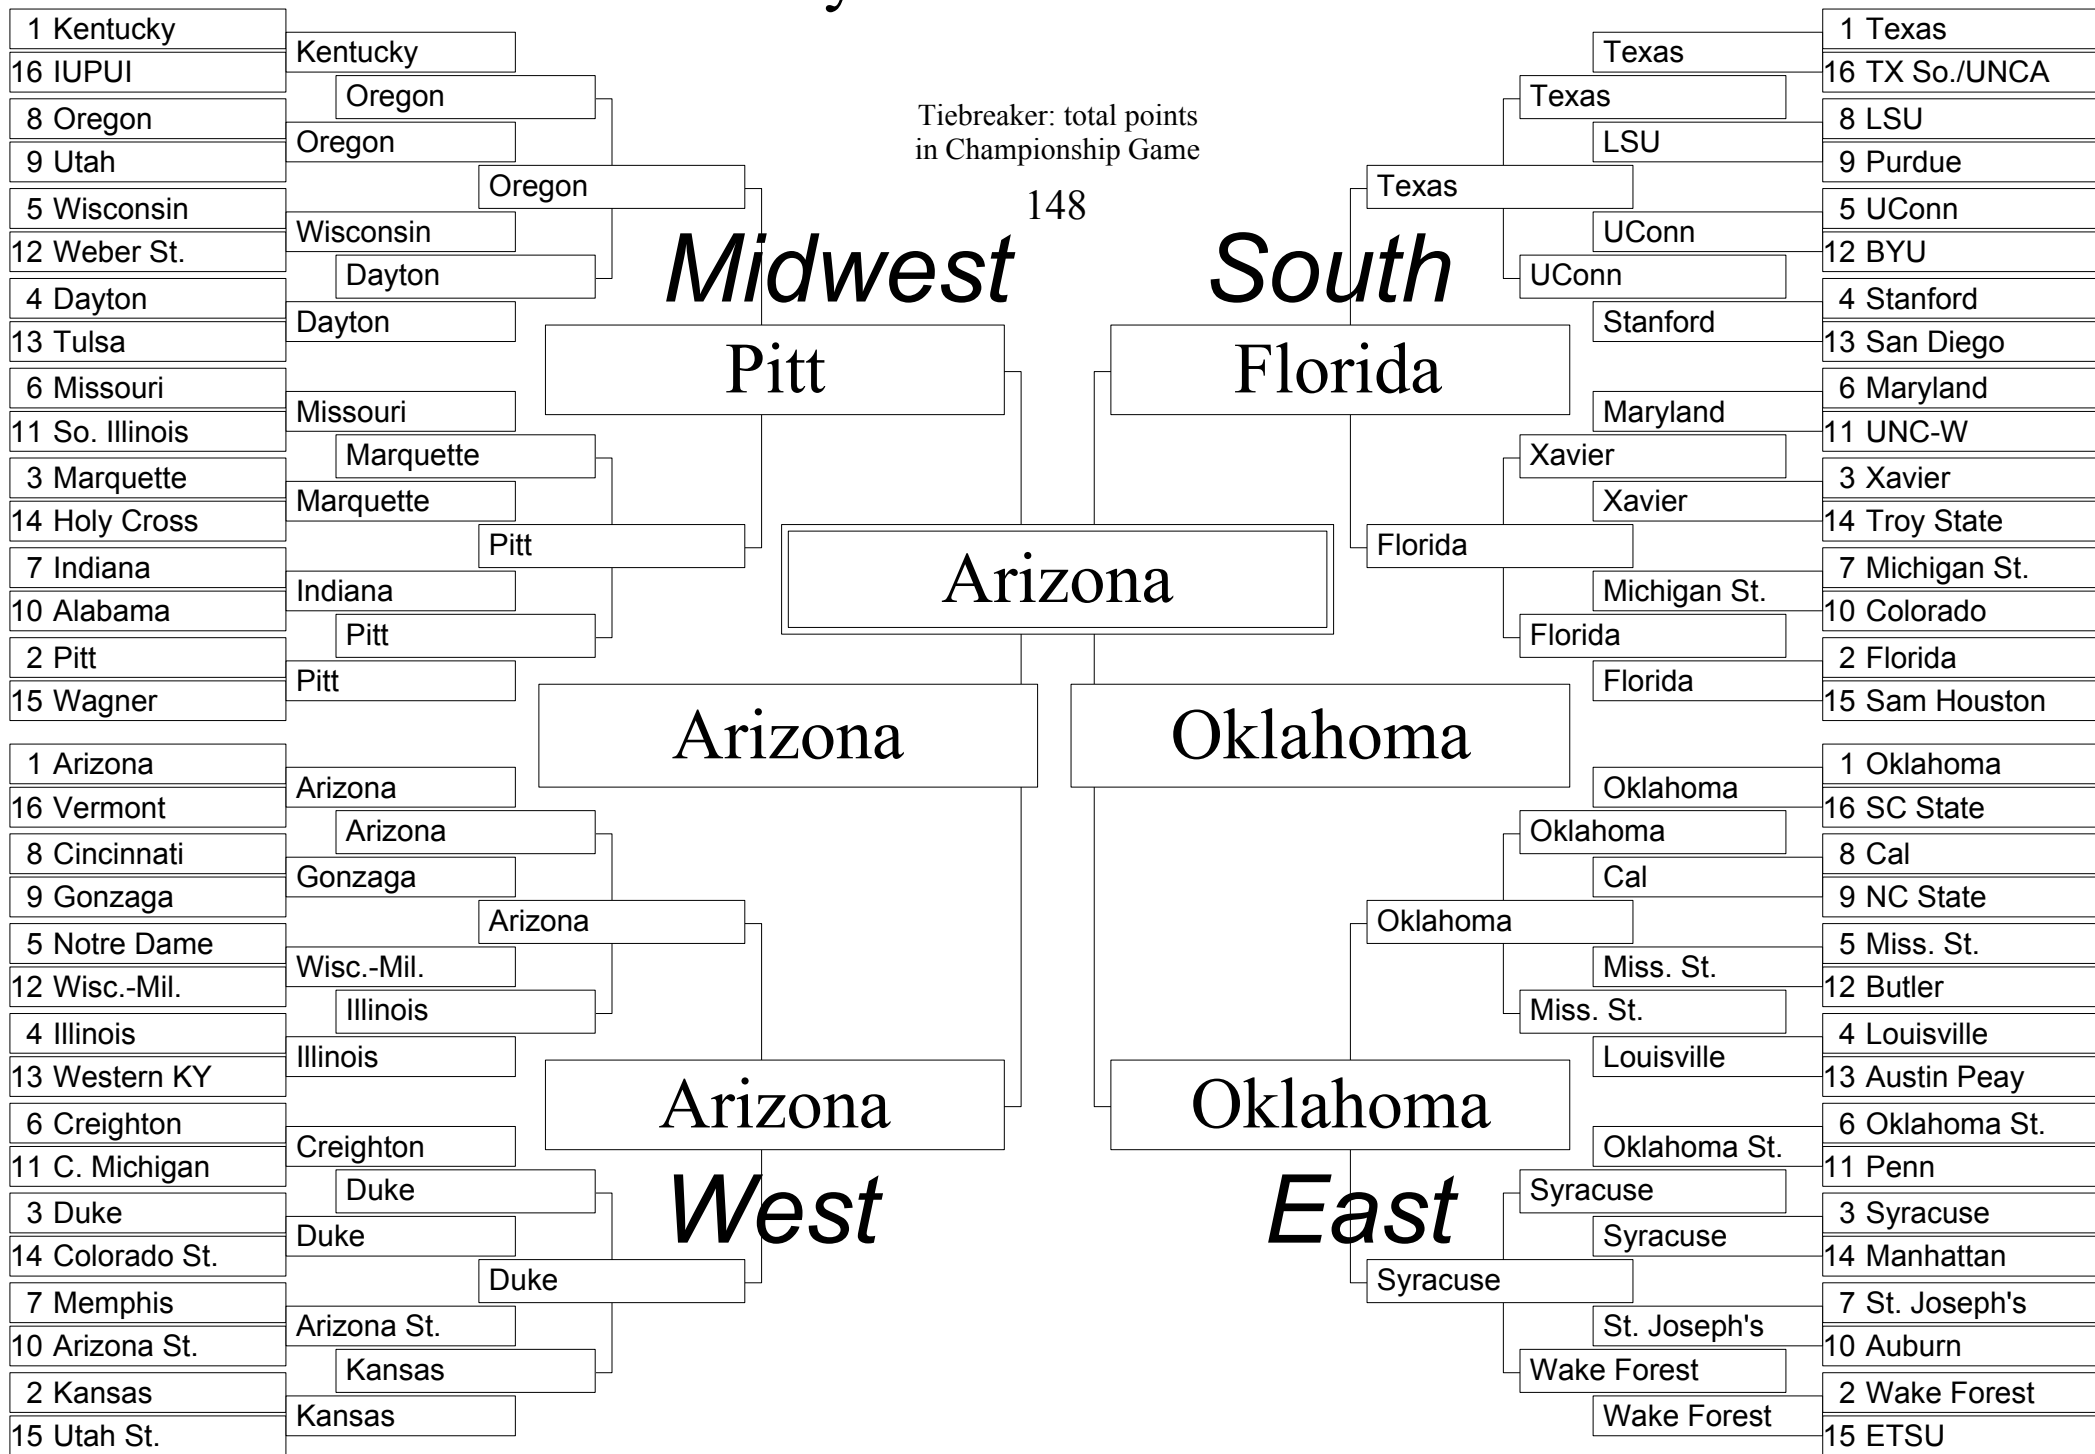 y
1 Kentucky
16 IUPUI
8 Oregon
9 Utah
5 Wisconsin
12 Weber St.
4 Dayton
13 Tulsa
6 Missouri
11 So. Illinois
3 Marquette
14 Holy Cross
7 Indiana
10 Alabama
2 Pitt
15 Wagner
Kentucky
Oregon
Wisconsin
Dayton
Missouri
Marquette
Indiana
Pitt
Oregon
Dayton
Marquette
Pitt
Oregon
Pitt
Midwest
Pitt
1 Arizona
16 Vermont
8 Cincinnati
9 Gonzaga
5 Notre Dame
12 Wisc.-Mil.
4 Illinois
13 Western KY
6 Creighton
11 C. Michigan
3 Duke
14 Colorado St.
7 Memphis
10 Arizona St.
2 Kansas
15 Utah St.
Arizona
Gonzaga
Wisc.-Mil.
Illinois
Creighton
Duke
Arizona St.
Kansas
Arizona
Illinois
Duke
Kansas
Arizona
Duke
Arizona
West
Tiebreaker: total points
in Championship Game
148
Arizona
Arizona
Oklahoma
South
Florida
Texas
Florida
Texas
UConn
Xavier
Florida
Texas
LSU
UConn
Stanford
Maryland
Xavier
Michigan St.
Florida
1 Texas
16 TX So./UNCA
8 LSU
9 Purdue
5 UConn
12 BYU
4 Stanford
13 San Diego
6 Maryland
11 UNC-W
3 Xavier
14 Troy State
7 Michigan St.
10 Colorado
2 Florida
15 Sam Houston
Oklahoma
East
Oklahoma
Syracuse
Oklahoma
Miss. St.
Syracuse
Wake Forest
Oklahoma
Cal
Miss. St.
Louisville
Oklahoma St.
Syracuse
St. Joseph's
Wake Forest
1 Oklahoma
16 SC State
8 Cal
9 NC State
5 Miss. St.
12 Butler
4 Louisville
13 Austin Peay
6 Oklahoma St.
11 Penn
3 Syracuse
14 Manhattan
7 St. Joseph's
10 Auburn
2 Wake Forest
15 ETSU